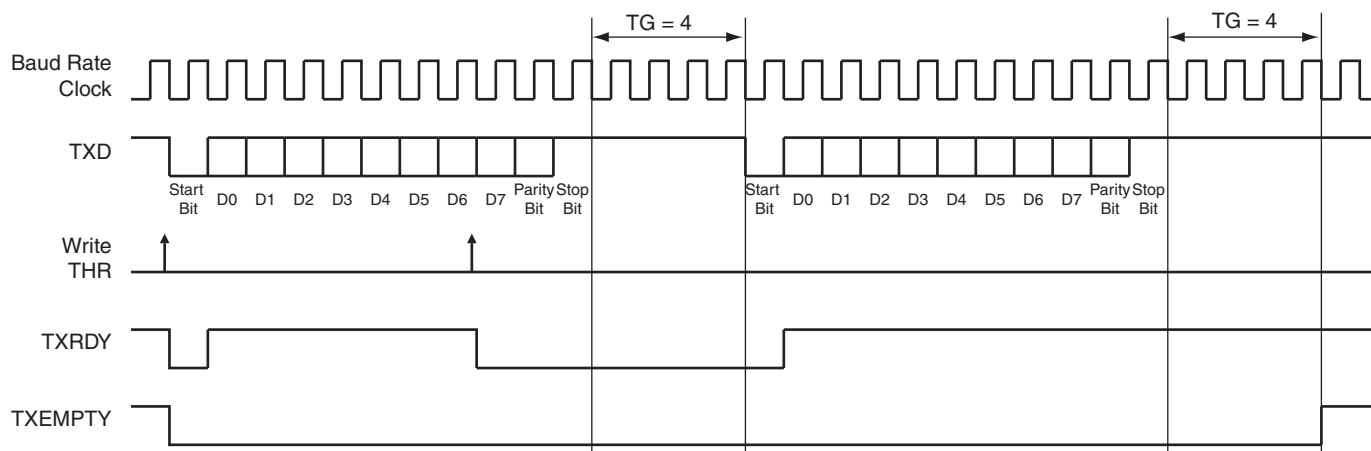 TG = 4
TG = 4
Baud Rate
Clock
TXD
Start
Bit
D0
D1
D2
D3
D4
D5
D6
D7
Parity
Bit
Stop
Bit
Start
Bit
D0
D1
D2
D3
D4
D5
D6
D7
Parity
Bit
Stop
Bit
Write
THR
TXRDY
TXEMPTY